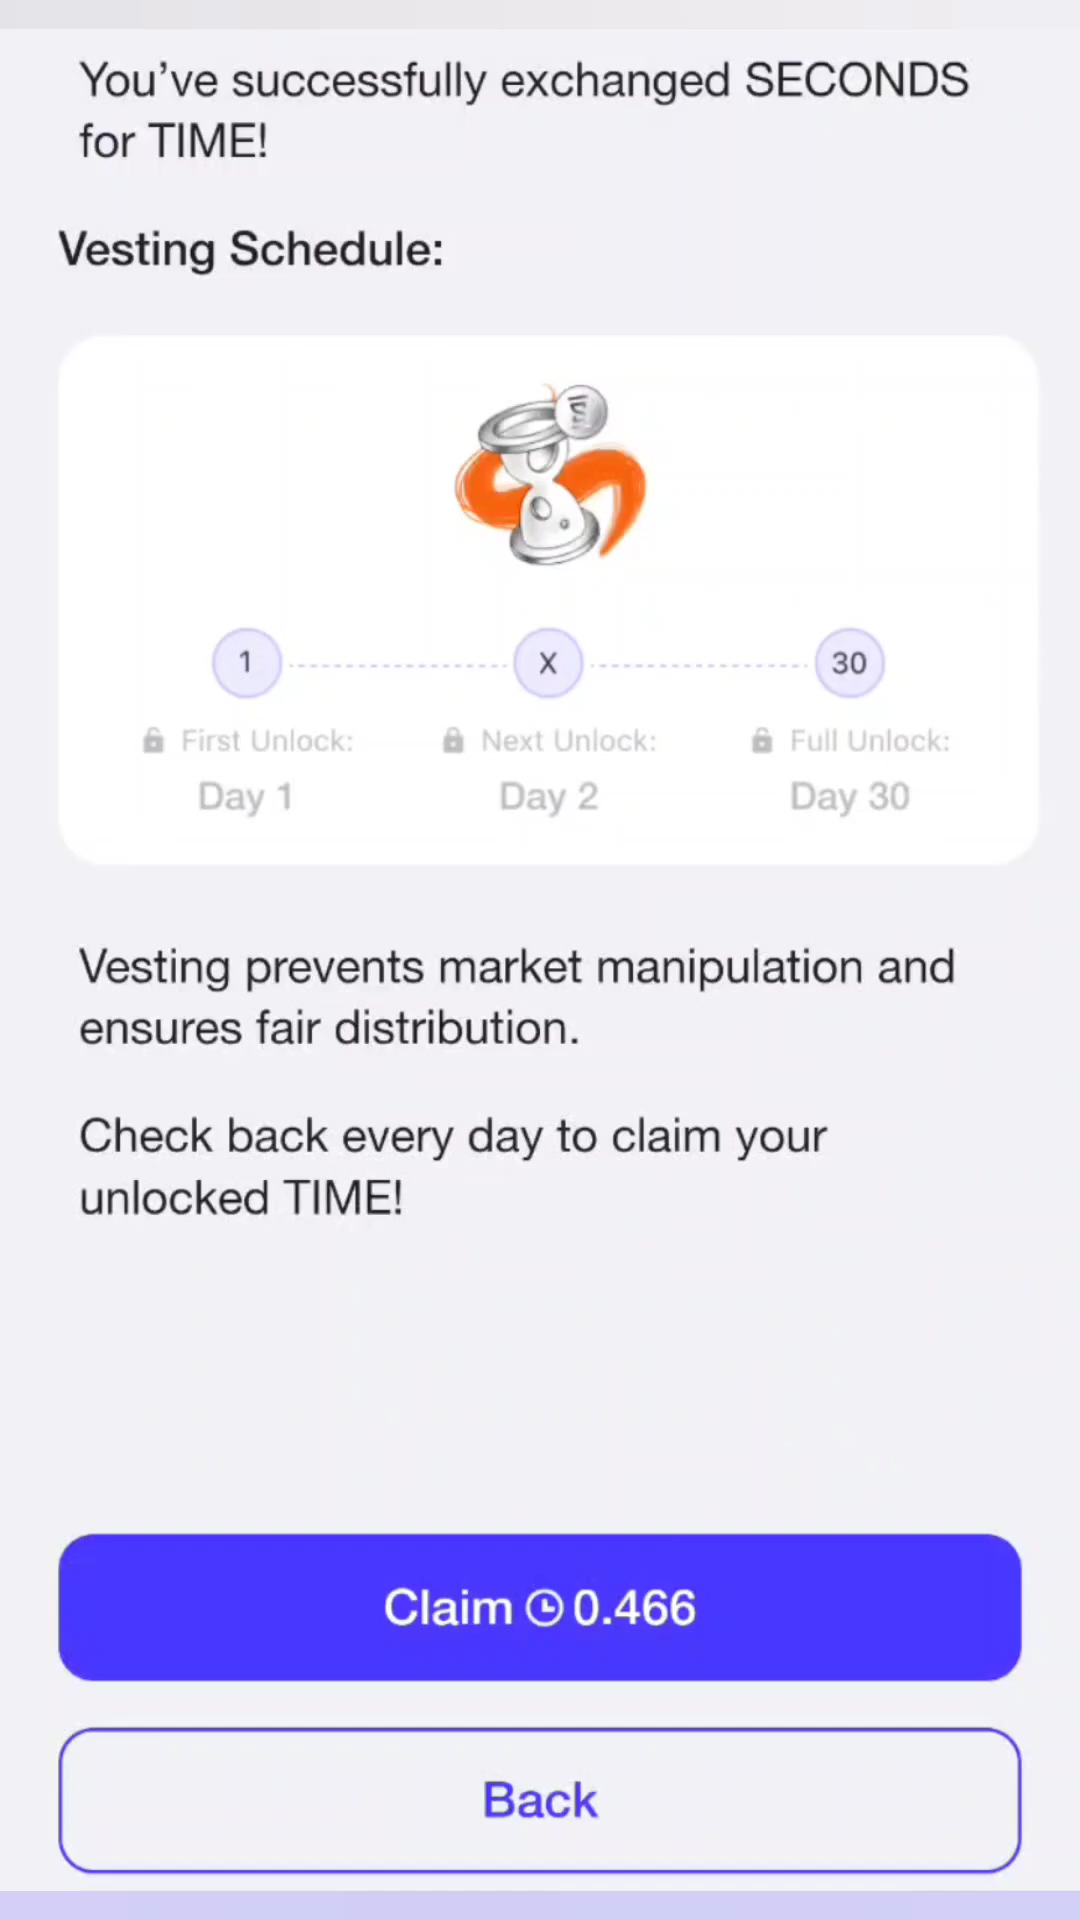 You’ve successfully exchanged SECONDS
for TIME!
Vesting Schedule:
1 X 30
First Unlock: Next Unlock: Full Unlock:
Day 1 Day 2 Day 30
Vesting prevents market manipulation and
ensures fair distribution.
Check back every day to claim your
unlocked TIME!
Claim 0.466
Back